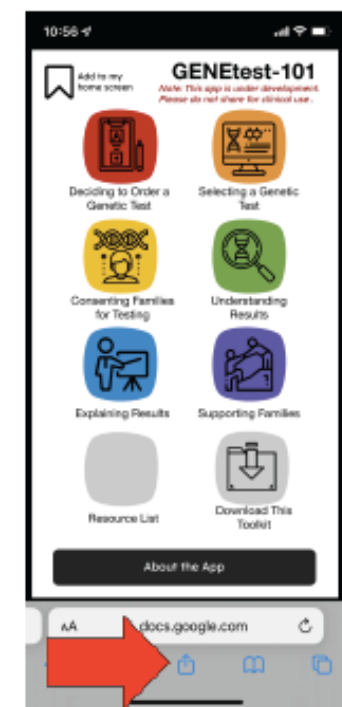 10:56
Add to my
home screen
GENEtest-101
Note: This app is under development.
Please do not share for clinical use.
Deciding to Order a
Genetic Test
Selecting a Genetic
Test
Consenting Families
for Testing
Understanding
Results
Explaining Results
Supporting Families
Resource List
Download This
Toolkit
About the App
AA
docs.google.com